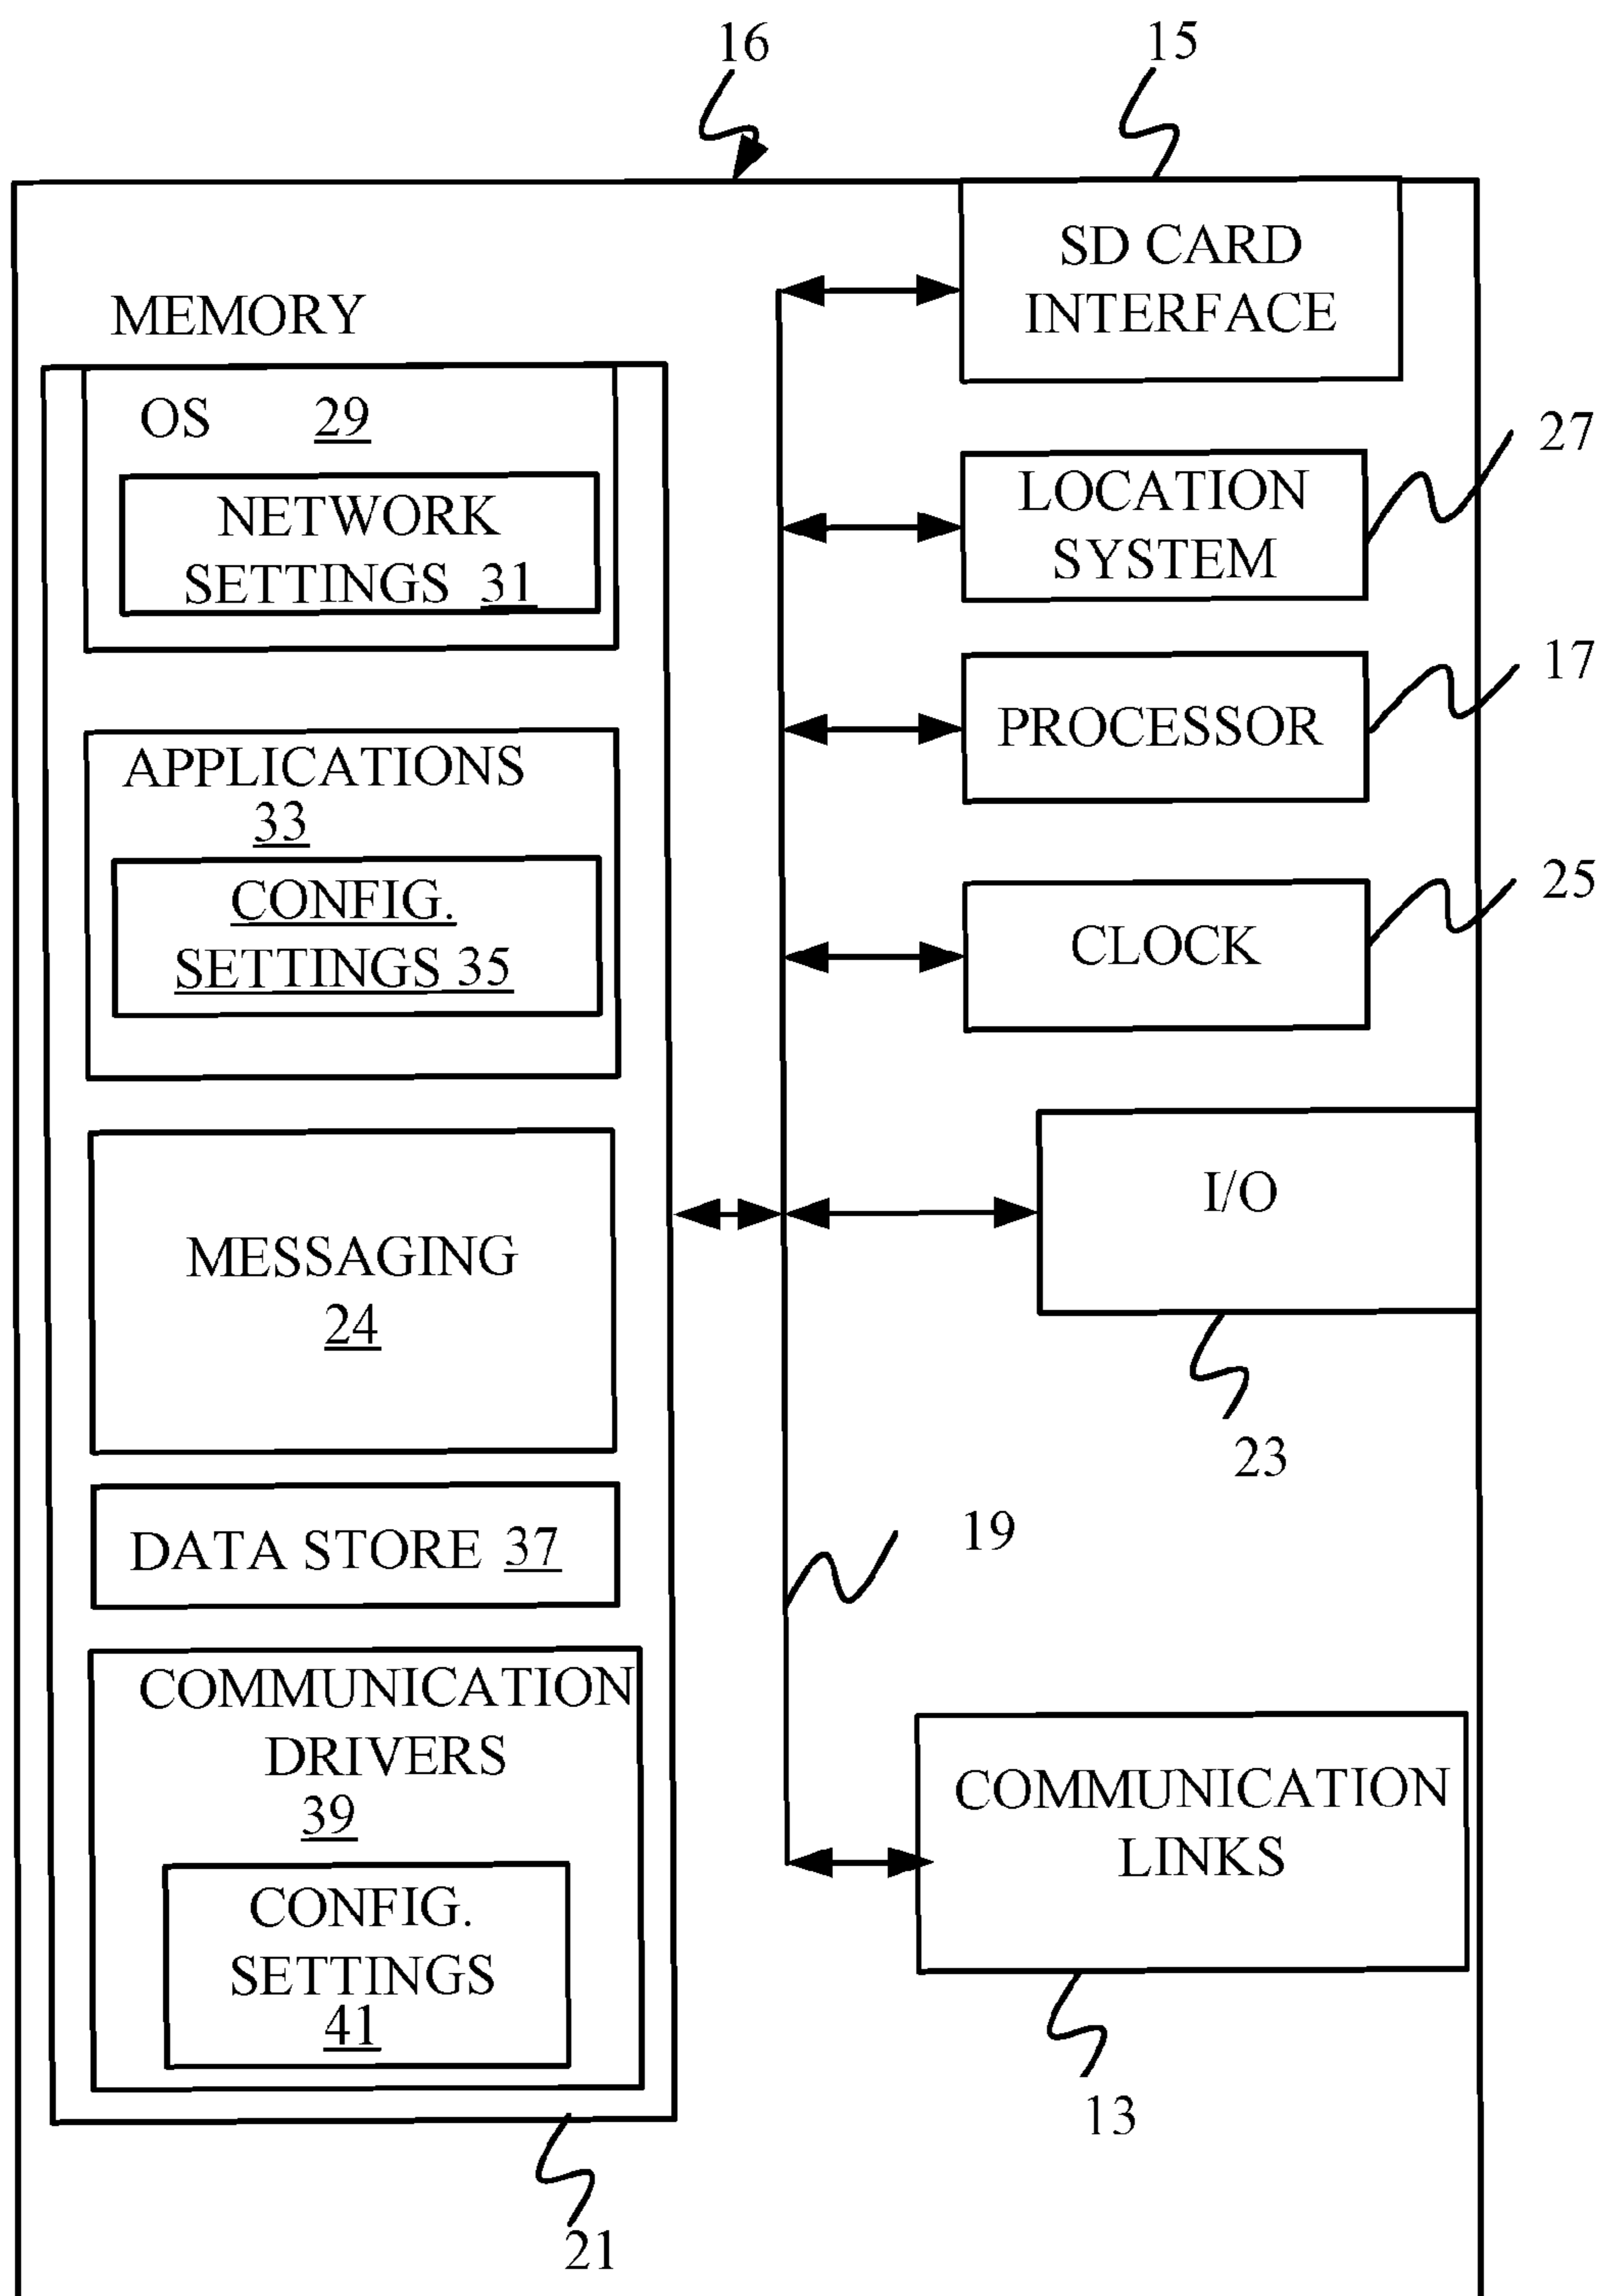 16
15
SD CARD
INTERFACE
MEMORY
OS 29
NETWORK
SETTINGS 31
27
LOCATION
SYSTEM
17
PROCESSOR
APPLICATIONS
33
CONFIG.
SETTINGS 35
25
CLOCK
I/O
23
MESSAGING
24
19
DATA STORE 37
COMMUNICATION
DRIVERS
39
CONFIG.
SETTINGS
41
COMMUNICATION
LINKS
13
21